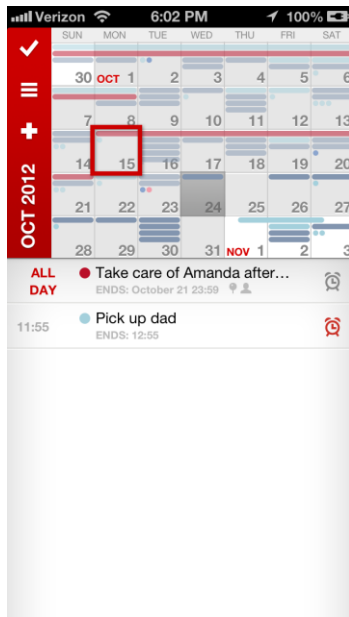 Verizon 6:02 PM 100%
SUN MON TUE WED THU FRI SAT
30 OCT 1 2 3 4 5 6
7 8 9 10 11 12 13
14 15 16 17 18 19 20
21 22 23 24 25 26 27
28 29 30 31 NOV 1 2 3
OCT 2012
ALL DAY Take care of Amanda after…
ENDS: October 21 23:59
11:55 Pick up dad
ENDS: 12:55